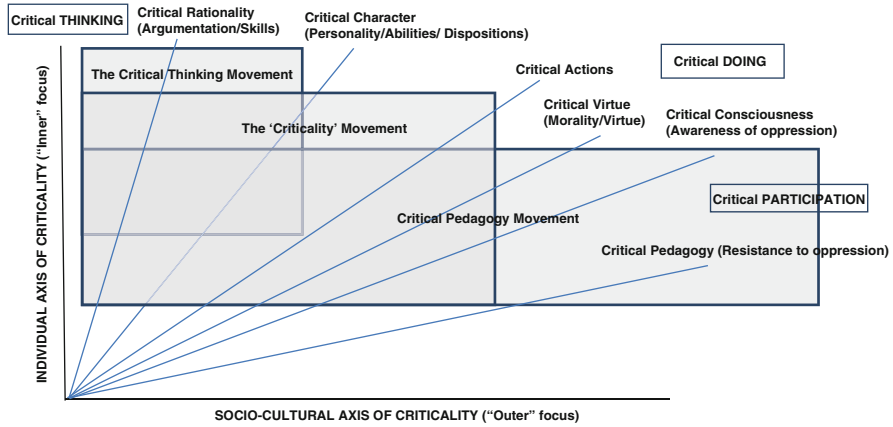 Critical THINKING
Critical Rationality
(Argumentation/Skills)
Critical Character
(Personality/Abilities/ Dispositions)
Critical Actions
Critical DOING
The Critical Thinking Movement
Critical Virtue
(Morality/Virtue)
Critical Consciousness
(Awareness of oppression)
The ‘Criticality’ Movement
Critical PARTICIPATION
Critical Pedagogy Movement
Critical Pedagogy (Resistance to oppression)
INDIVIDUAL AXIS OF CRITICALITY (“Inner” focus)
SOCIO-CULTURAL AXIS OF CRITICALITY (“Outer” focus)